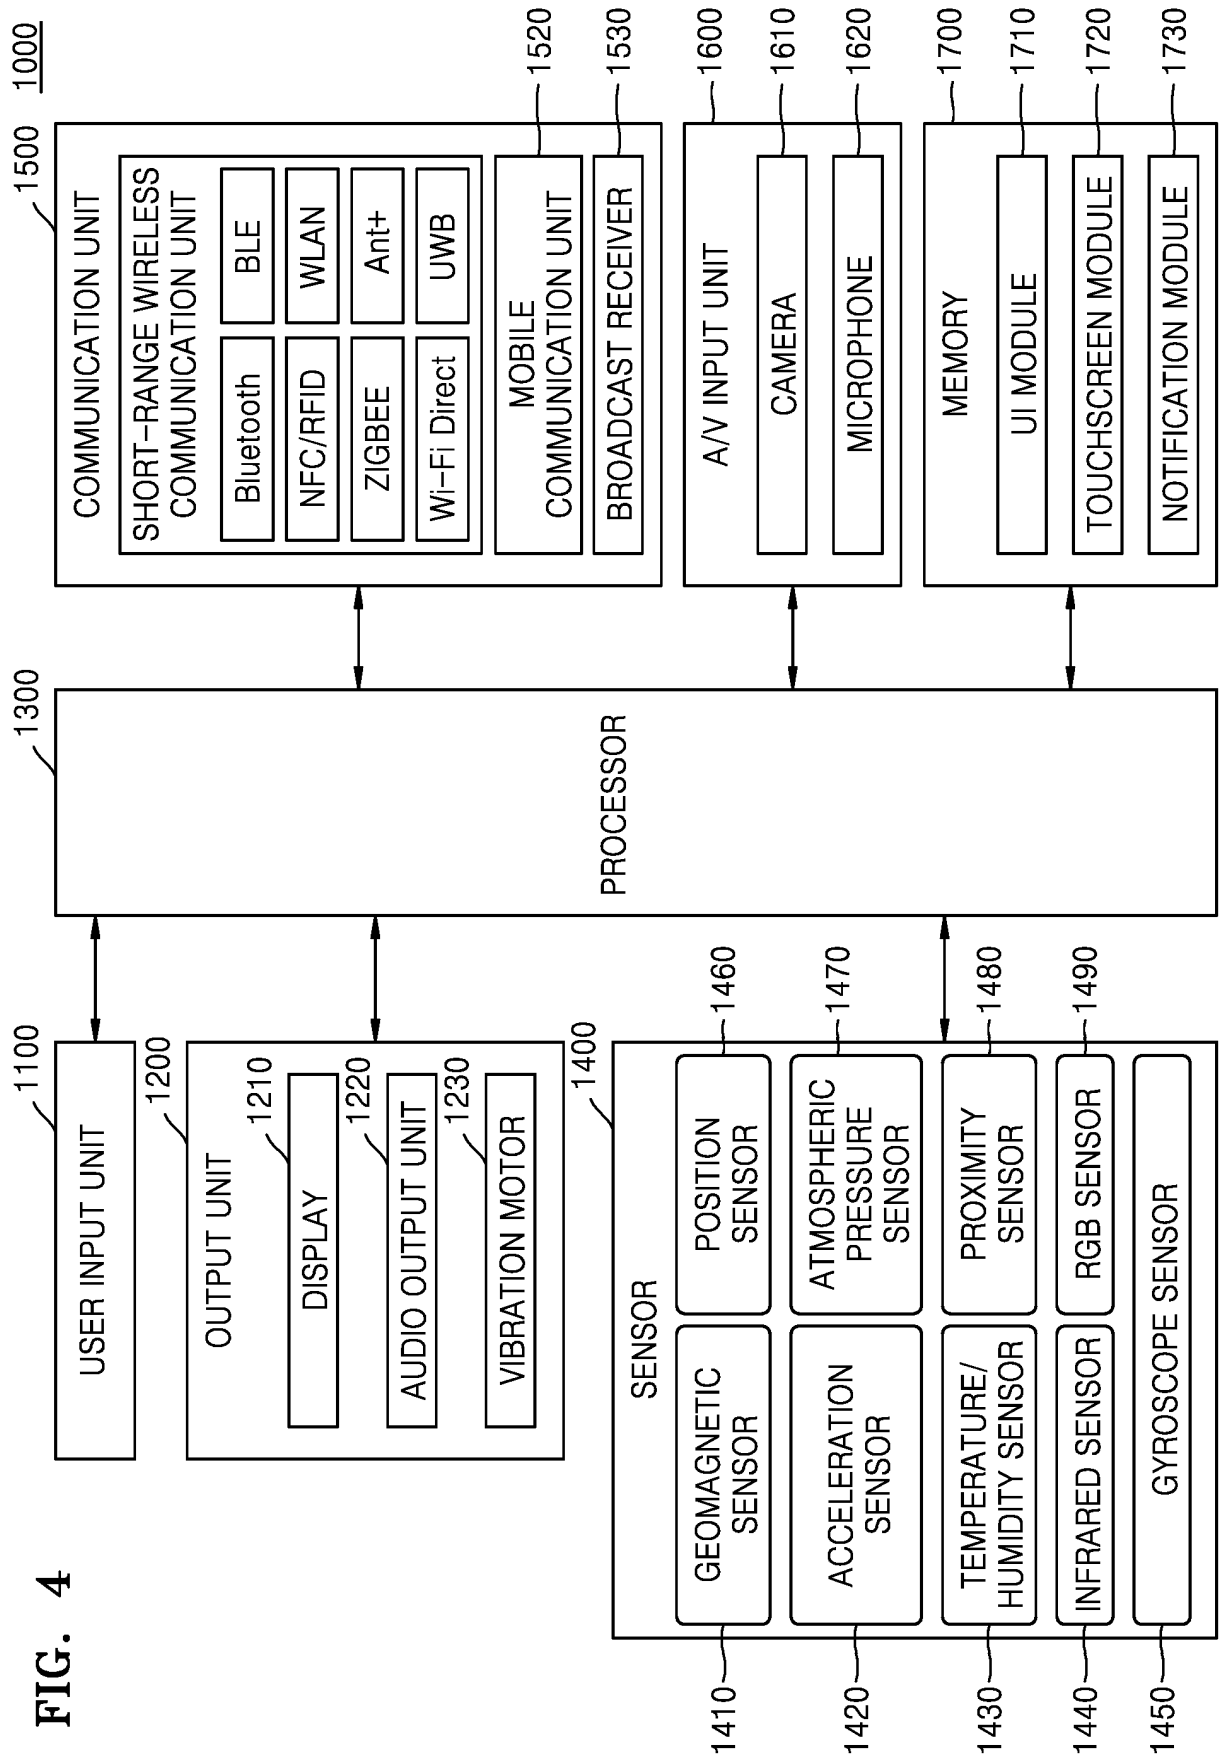 FIG. 4
1000
1100
USER INPUT UNIT
1200
OUTPUT UNIT
1210
DISPLAY
1220
AUDIO OUTPUT UNIT
1230
VIBRATION MOTOR
1400
SENSOR
GEOMAGNETIC
SENSOR
1410
POSITION
SENSOR
1460
ACCELERATION
SENSOR
1420
ATMOSPHERIC
PRESSURE
SENSOR
1470
TEMPERATURE/
HUMIDITY SENSOR
1430
PROXIMITY
SENSOR
1480
INFRARED SENSOR
1440
RGB SENSOR
1490
GYROSCOPE SENSOR
1450
1300
PROCESSOR
1500
COMMUNICATION UNIT
SHORT-RANGE WIRELESS
COMMUNICATION UNIT
Bluetooth
BLE
NFC/RFID
WLAN
ZIGBEE
Ant+
Wi-Fi Direct
UWB
MOBILE
COMMUNICATION UNIT
1520
BROADCAST RECEIVER
1530
A/V INPUT UNIT
1600
CAMERA
1610
MICROPHONE
1620
MEMORY
1700
UI MODULE
1710
TOUCHSCREEN MODULE
1720
NOTIFICATION MODULE
1730